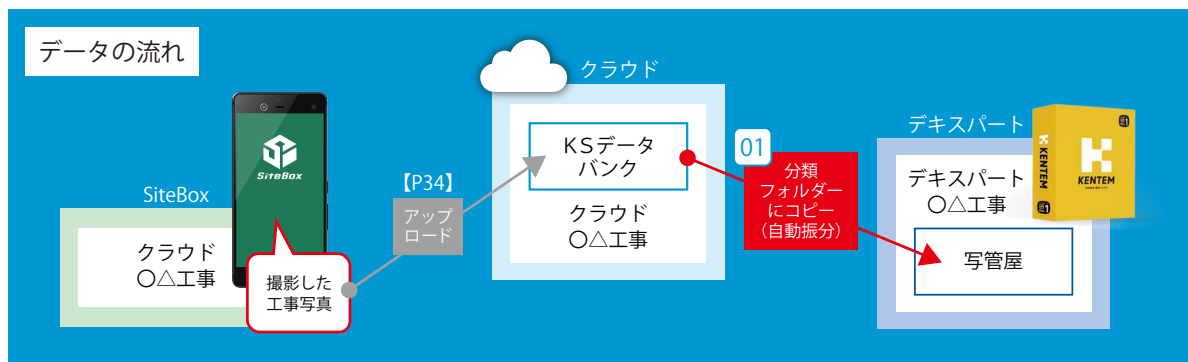 データの流れ
SiteBox
クラウド
〇△工事
SiteBox
撮影した
工事写真
【P34】
アップ
ロード
クラウド
KSデータ
バンク
クラウド
〇△工事
01
分類
フォルダー
にコピー
（自動振分）
デキスパート
デキスパート
〇△工事
写管屋
KENTEM
KENTEM